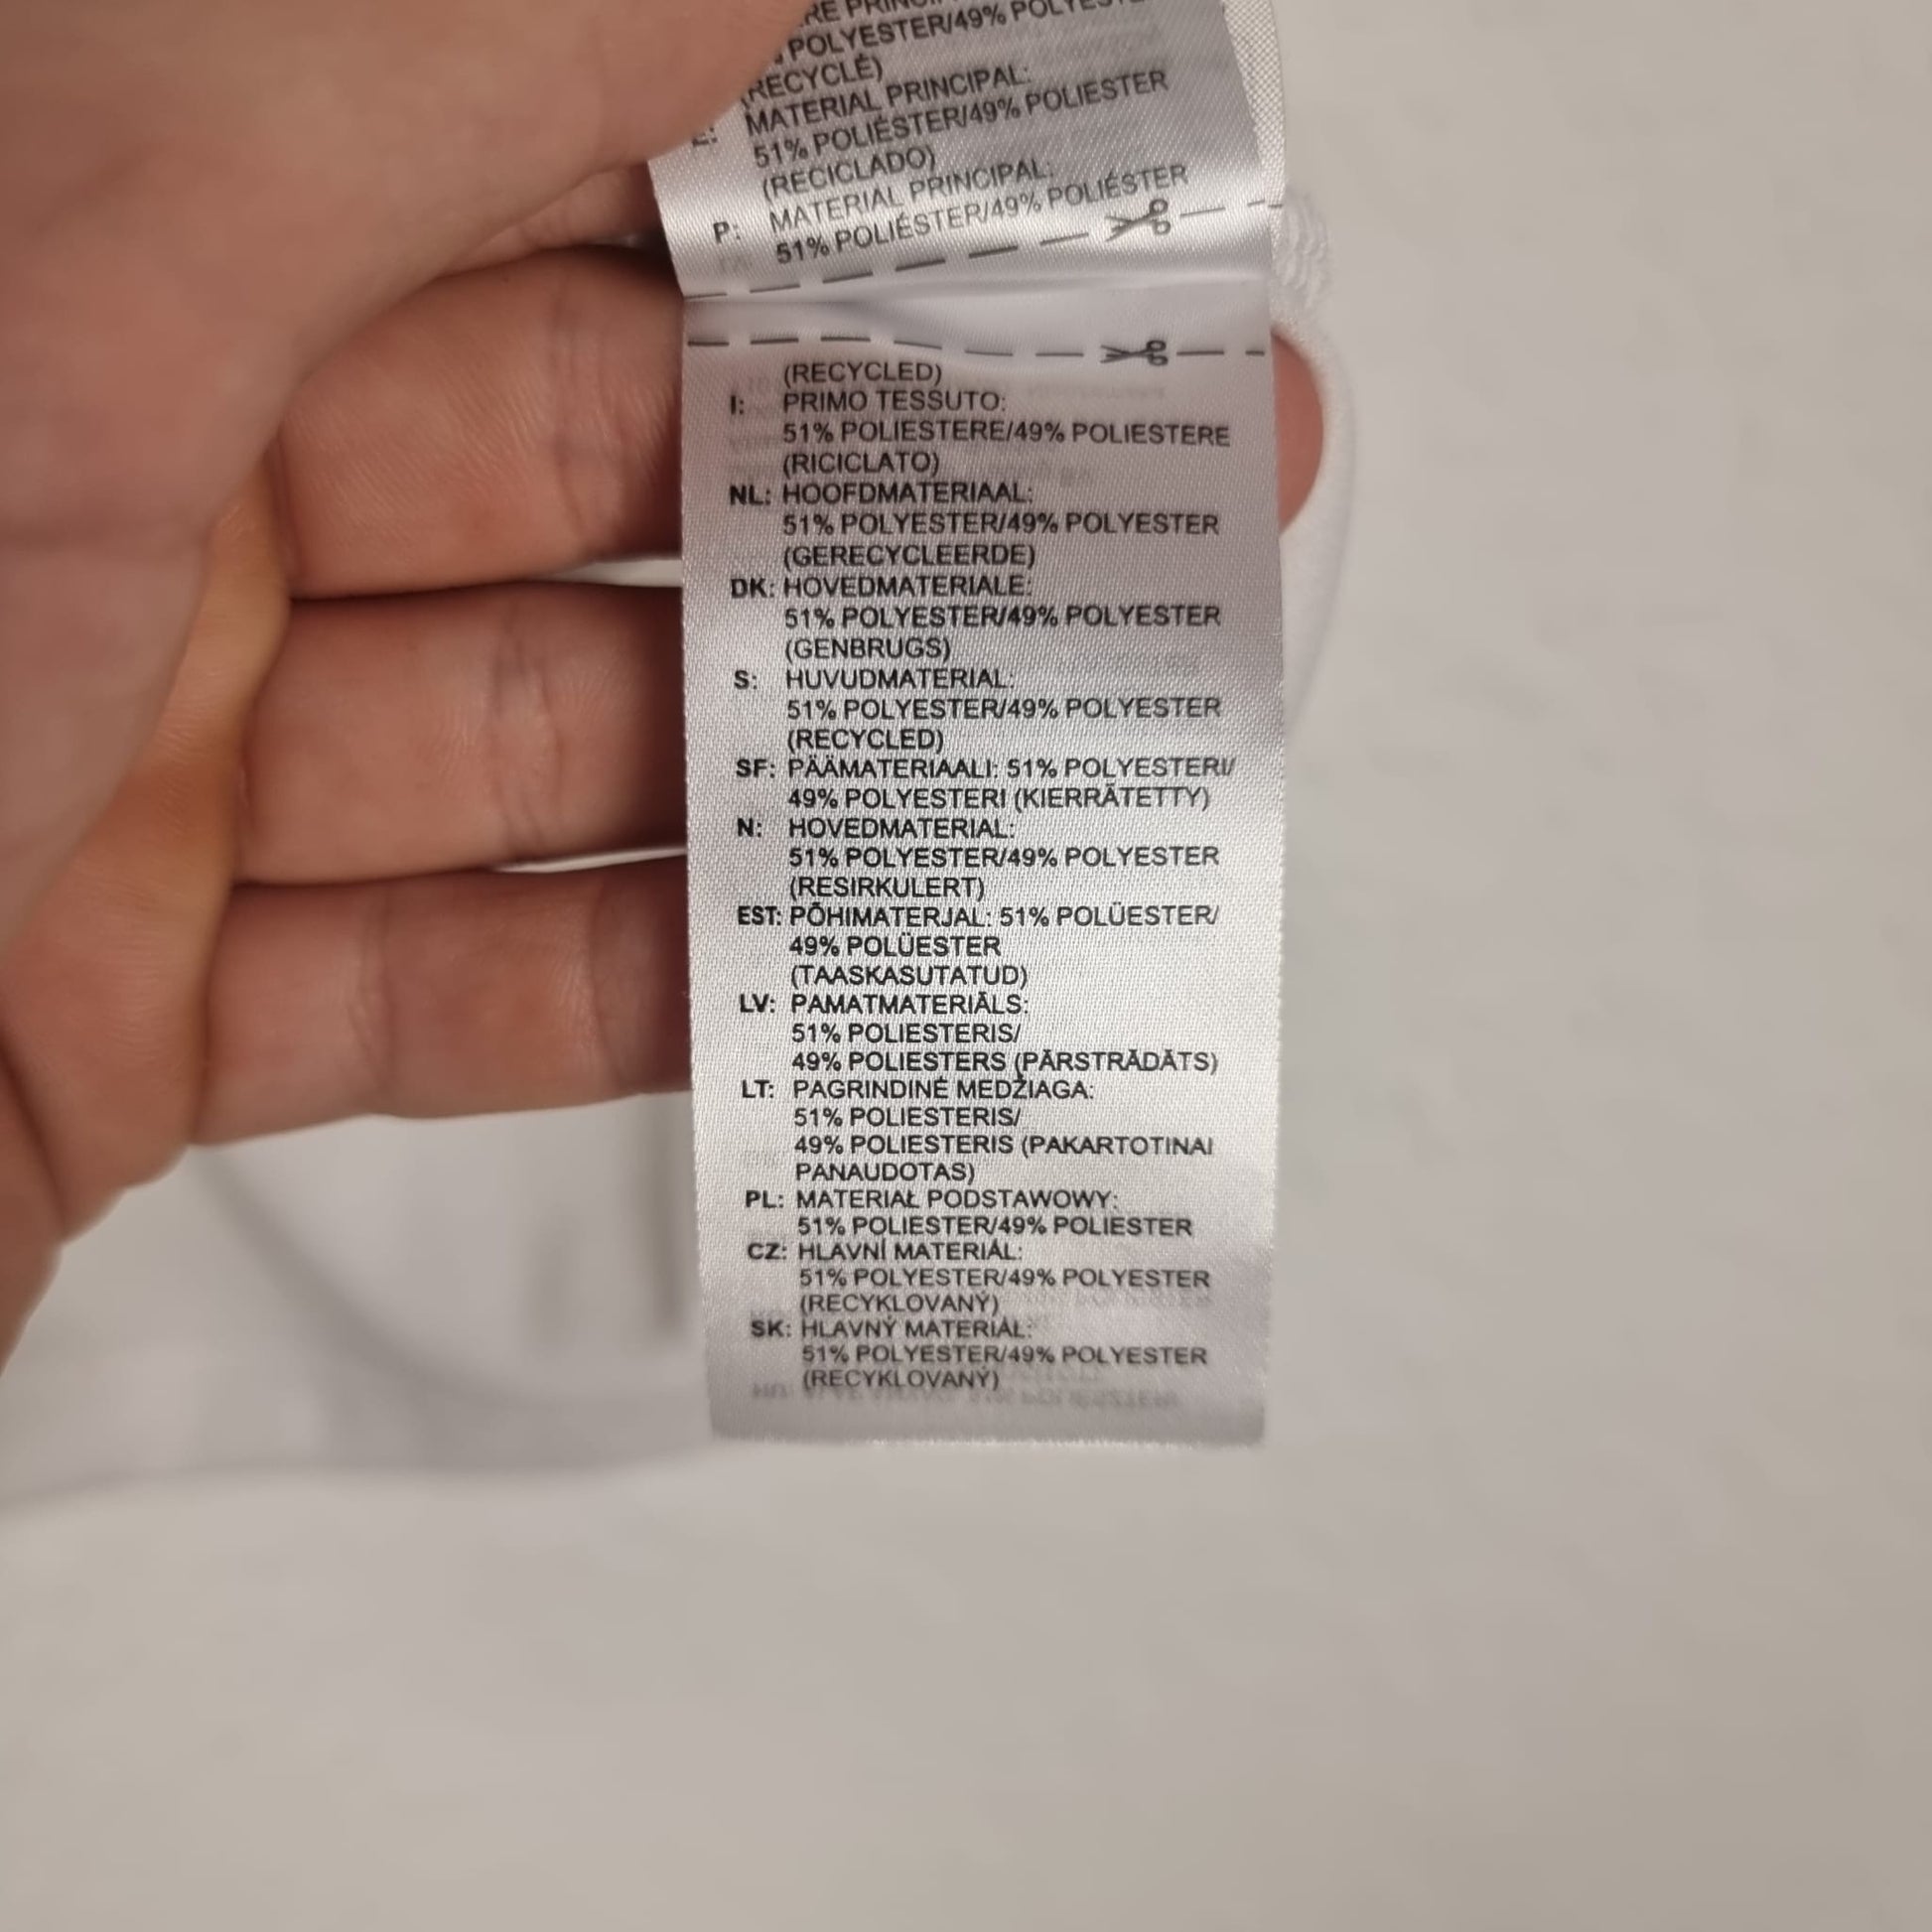 POLYESTER/49%
(RECYCLÉ)
MATERIAL PRINCIPAL:
51% POLIÉSTER/49% POLIESTER
(RECICLADO)
P: MATERIAL PRINCIPAL:
51% POLIÉSTER/49% POLIÉSTER
(RECYCLED)
I: PRIMO TESSUTO:
51% POLIESTERE/49% POLIESTERE
(RICICLATO)
NL: HOOFDMATERIAAL:
51% POLYESTER/49% POLYESTER
(GERECYCLEERDE)
DK: HOVEDMATERIALE:
51% POLYESTER/49% POLYESTER
(GENBRUGS)
S: HUVUDMATERIAL:
51% POLYESTER/49% POLYESTER
(RECYCLED)
SF: PÄÄMATERIAALI: 51% POLYESTERI/
49% POLYESTERI (KIERRÄTETTY)
N: HOVEDMATERIAL:
51% POLYESTER/49% POLYESTER
(RESIRKULERT)
EST: PÕHIMATERJAL: 51% POLÜESTER/
49% POLÜESTER
(TAASKASUTATUD)
LV: PAMATMATERIĀLS:
51% POLIESTERIS/
49% POLIESTERS (PĀRSTRĀDĀTS)
LT: PAGRINDINĖ MEDŽIAGA:
51% POLIESTERIS/
49% POLIESTERIS (PAKARTOTINAI
PANAUDOTAS)
PL: MATERIAŁ PODSTAWOWY:
51% POLIESTER/49% POLIESTER
CZ: HLAVNÍ MATERIÁL:
51% POLYESTER/49% POLYESTER
(RECYKLOVANÝ)
SK: HLAVNÝ MATERIÁL:
51% POLYESTER/49% POLYESTER
(RECYKLOVANÝ)